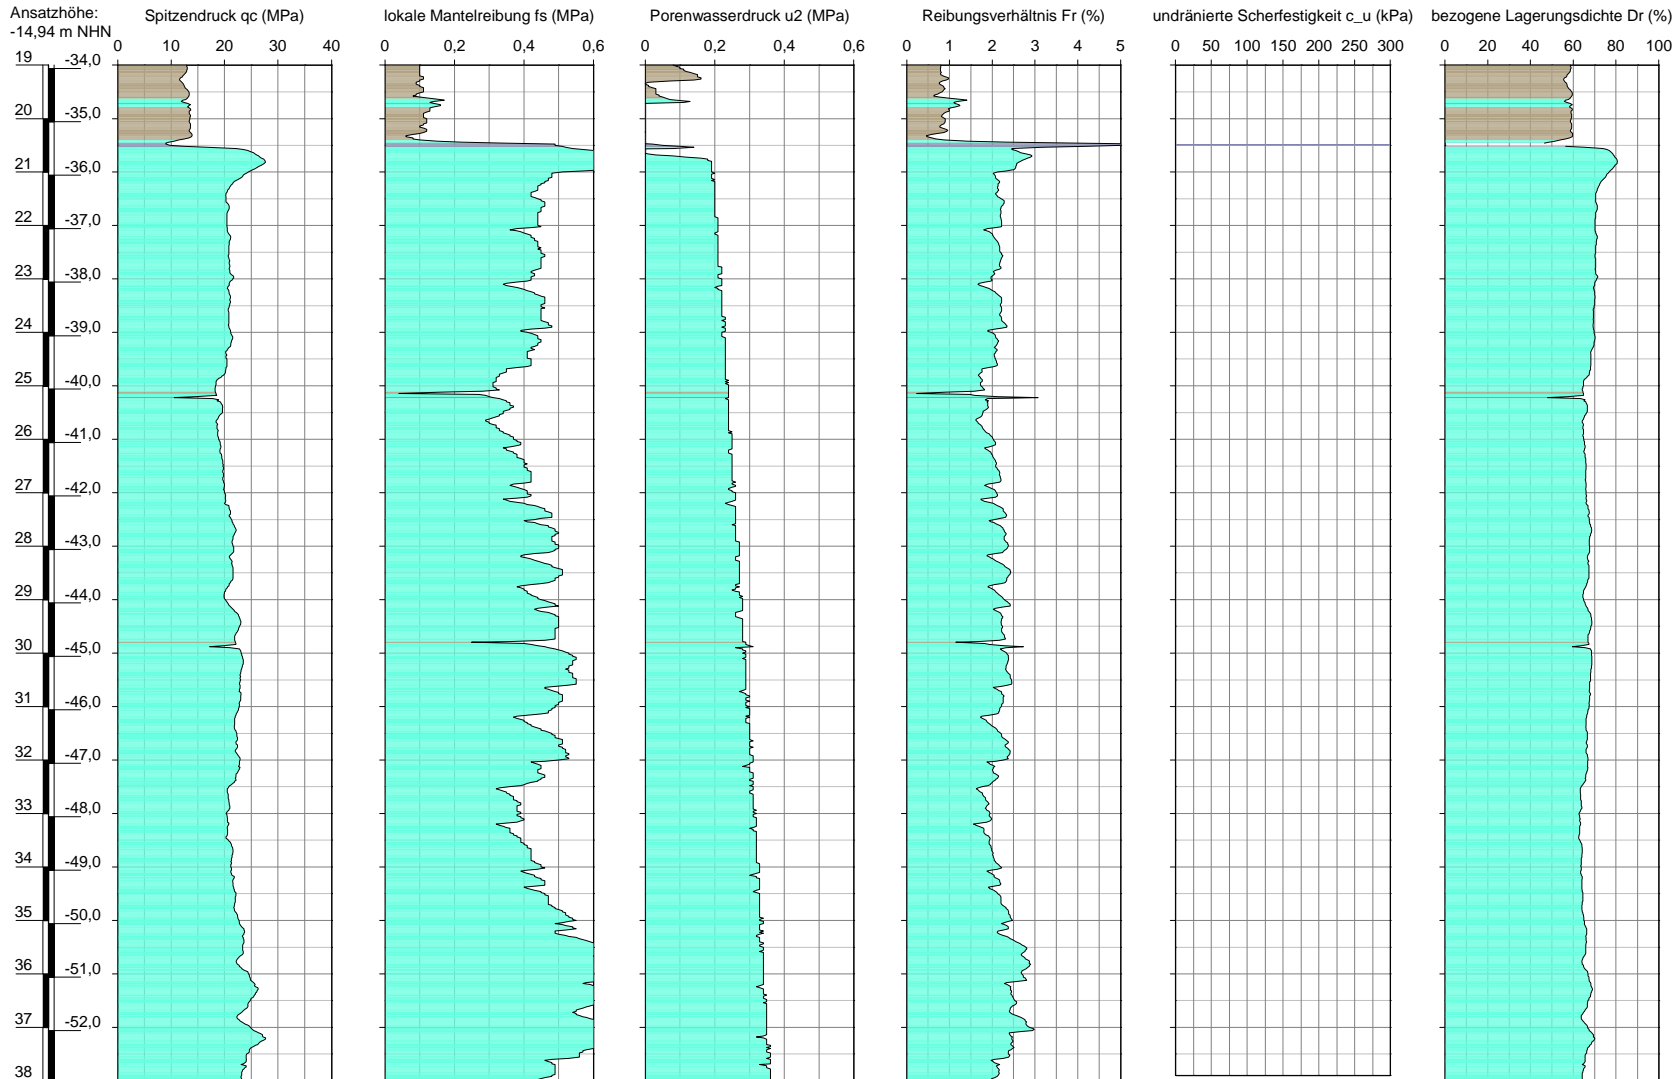 Ansatzhöhe:
-14,94 m NHN
Spitzendruck qc (MPa)
lokale Mantelreibung fs (MPa)
Porenwasserdruck u2 (MPa)
Reibungsverhältnis Fr (%)
undränierte Scherfestigkeit c_u (kPa)
bezogene Lagerungsdichte Dr (%)
0 10 20 30 40
0 0,2 0,4 0,6
0 0,2 0,4 0,6
0 1 2 3 4 5
0 50 100 150 200 250 300
0 20 40 60 80 100
19 -34,0
20 -35,0
21 -36,0
22 -37,0
23 -38,0
24 -39,0
25 -40,0
26 -41,0
27 -42,0
28 -43,0
29 -44,0
30 -45,0
31 -46,0
32 -47,0
33 -48,0
34 -49,0
35 -50,0
36 -51,0
37 -52,0
38